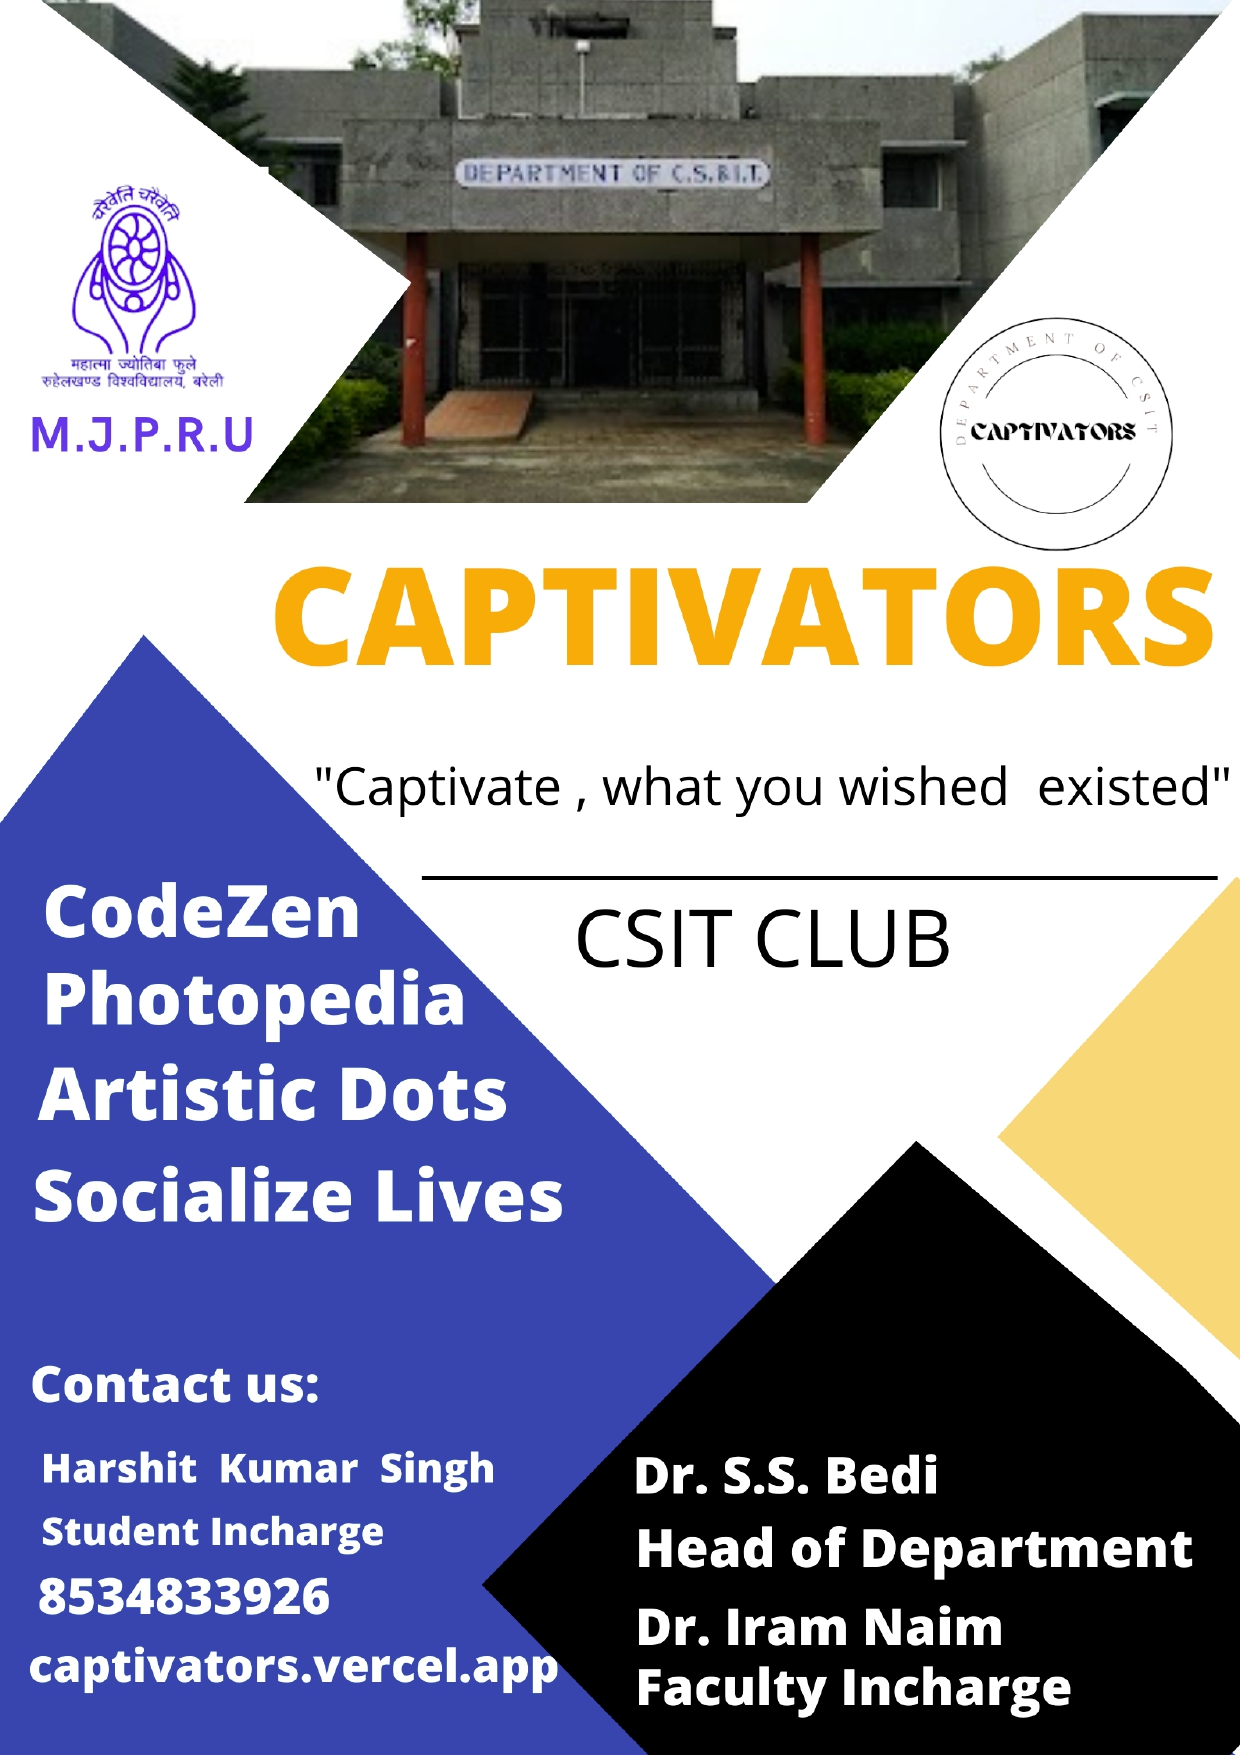 DEPARTMENT OF C.S.&I.T.
चरैवेति चरैवेति
महात्मा ज्योतिबा फुले
रुहेलखण्ड विश्वविद्यालय, बरेली
M.J.P.R.U
DEPARTMENT OF CSIT
CAPTIVATORS
CAPTIVATORS
"Captivate , what you wished  existed"
CSIT CLUB
CodeZen
Photopedia
Artistic Dots
Socialize Lives
Contact us:
Harshit  Kumar  Singh
Student Incharge
8534833926
captivators.vercel.app
Dr. S.S. Bedi
Head of Department
Dr. Iram Naim
Faculty Incharge